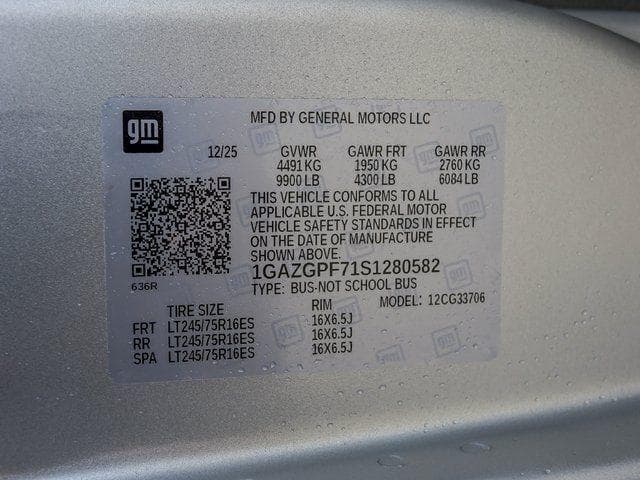 gm
MFD BY GENERAL MOTORS LLC
12/25 GVWR GAWR FRT GAWR RR
4491 KG 1950 KG 2760 KG
9900 LB 4300 LB 6084 LB
THIS VEHICLE CONFORMS TO ALL
APPLICABLE U.S. FEDERAL MOTOR
VEHICLE SAFETY STANDARDS IN EFFECT
ON THE DATE OF MANUFACTURE
SHOWN ABOVE.
1GAZGPF71S1280582
636R
TYPE: BUS-NOT SCHOOL BUS
TIRE SIZE RIM MODEL: 12CG33706
FRT LT245/75R16ES 16X6.5J
RR LT245/75R16ES 16X6.5J
SPA LT245/75R16ES 16X6.5J